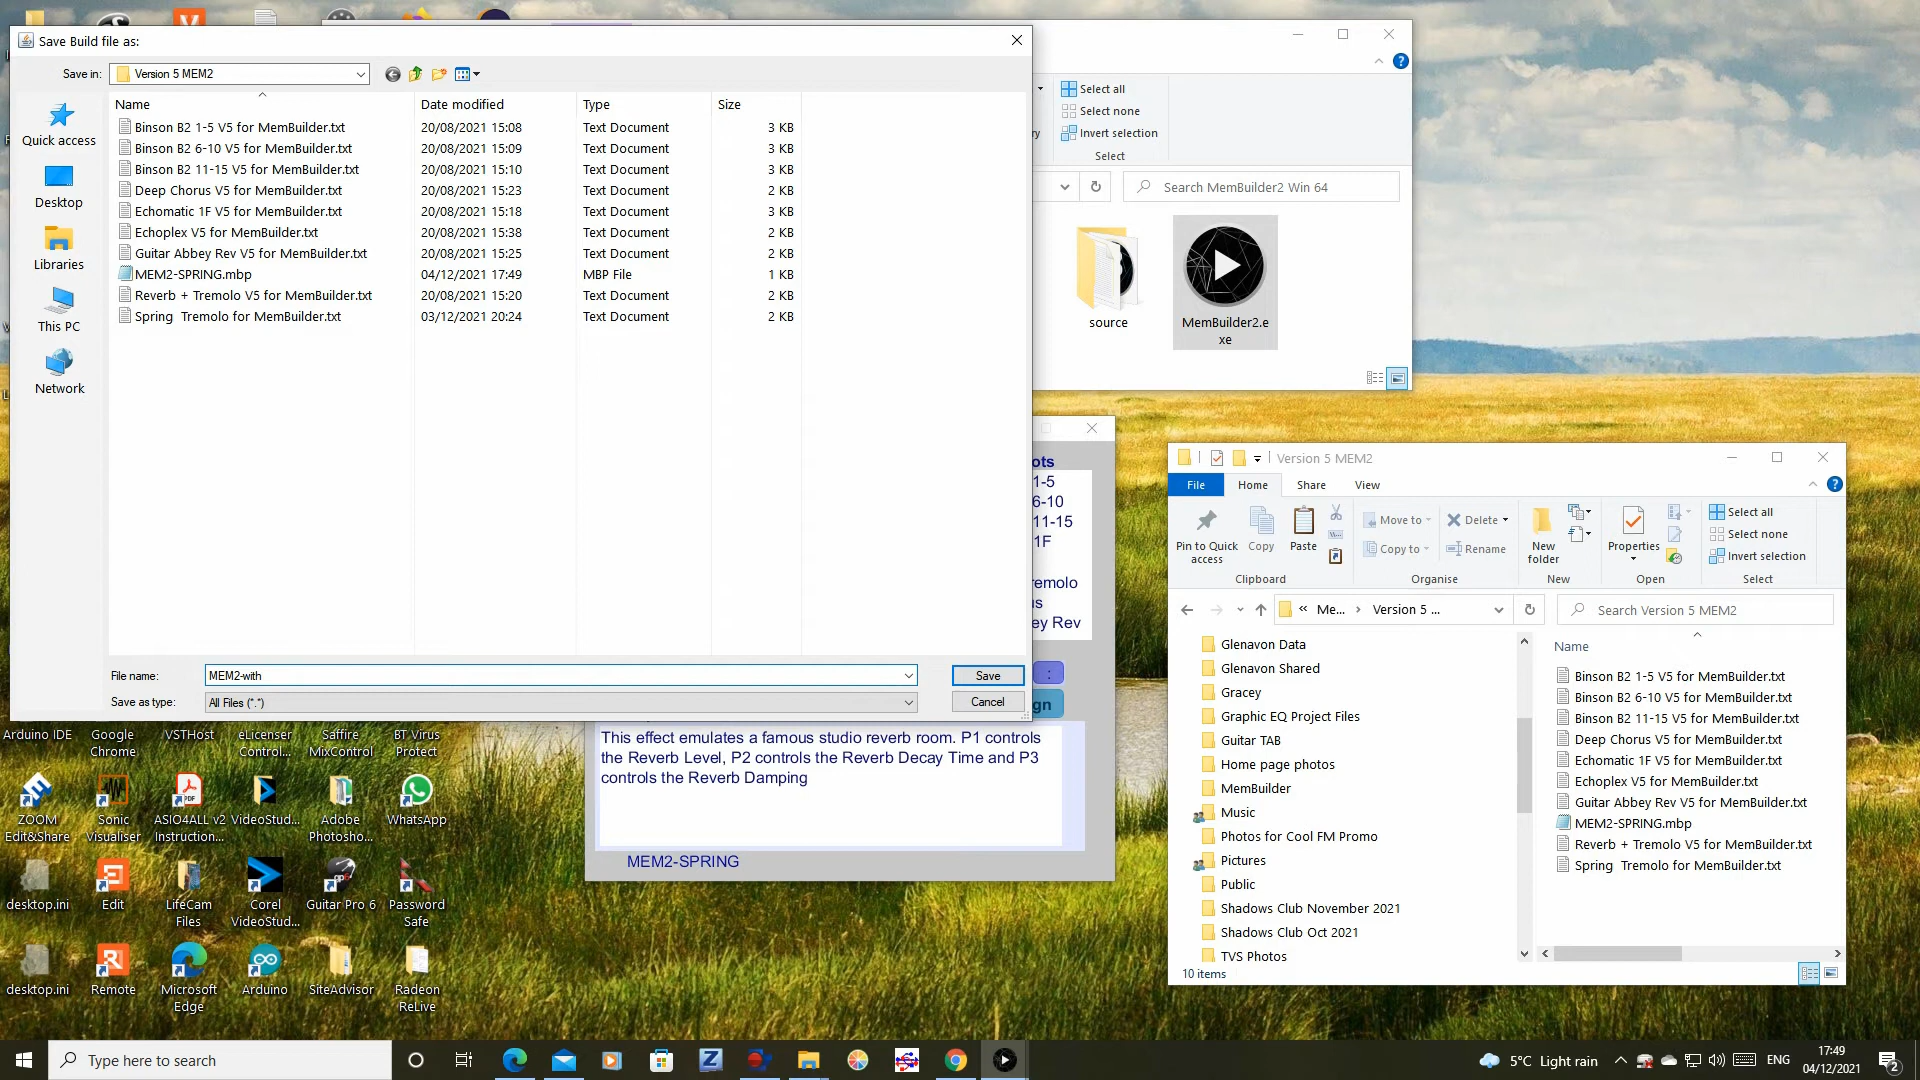 Save Build file as:
Save in:
Version 5 MEM2
Name
Date modified
Type
Size
Binson B2 1-5 V5 for MemBuilder.txt 20/08/2021 15:08 Text Document 3 KB
Binson B2 6-10 V5 for MemBuilder.txt 20/08/2021 15:09 Text Document 3 KB
Binson B2 11-15 V5 for MemBuilder.txt 20/08/2021 15:10 Text Document 3 KB
Deep Chorus V5 for MemBuilder.txt 20/08/2021 15:23 Text Document 2 KB
Echomatic 1F V5 for MemBuilder.txt 20/08/2021 15:18 Text Document 3 KB
Echoplex V5 for MemBuilder.txt 20/08/2021 15:38 Text Document 2 KB
Guitar Abbey Rev V5 for MemBuilder.txt 20/08/2021 15:25 Text Document 2 KB
MEM2-SPRING.mbp 04/12/2021 17:49 MBP File 1 KB
Reverb + Tremolo V5 for MemBuilder.txt 20/08/2021 15:20 Text Document 2 KB
Spring  Tremolo for MemBuilder.txt 03/12/2021 20:24 Text Document 2 KB
Quick access
Desktop
Libraries
This PC
Network
File name:
MEM2-with
Save
Save as type:
All Files (*.*)
Cancel
Select all
Select none
Invert selection
Select
Search MemBuilder2 Win 64
source
MemBuilder2.e
xe
ots
1-5
6-10
11-15
1F
remolo
us
ey Rev
:
gn
This effect emulates a famous studio reverb room. P1 controls
the Reverb Level, P2 controls the Reverb Decay Time and P3
controls the Reverb Damping
MEM2-SPRING
Version 5 MEM2
File
Home
Share
View
Pin to Quick
access
Copy
Paste
Clipboard
Move to
Copy to
Delete
Rename
Organise
New
folder
New
Properties
Open
Select all
Select none
Invert selection
Select
Me...
Version 5 ...
Search Version 5 MEM2
Glenavon Data
Glenavon Shared
Gracey
Graphic EQ Project Files
Guitar TAB
Home page photos
MemBuilder
Music
Photos for Cool FM Promo
Pictures
Public
Shadows Club November 2021
Shadows Club Oct 2021
TVS Photos
Name
Binson B2 1-5 V5 for MemBuilder.txt
Binson B2 6-10 V5 for MemBuilder.txt
Binson B2 11-15 V5 for MemBuilder.txt
Deep Chorus V5 for MemBuilder.txt
Echomatic 1F V5 for MemBuilder.txt
Echoplex V5 for MemBuilder.txt
Guitar Abbey Rev V5 for MemBuilder.txt
MEM2-SPRING.mbp
Reverb + Tremolo V5 for MemBuilder.txt
Spring  Tremolo for MemBuilder.txt
10 items
Arduino IDE
Google
Chrome
VSTHost
eLicenser
Control...
Saffire
MixControl
BT Virus
Protect
ZOOM
Edit&Share
Sonic
Visualiser
ASIO4ALL v2
Instruction...
VideoStud...
Adobe
Photosho...
WhatsApp
desktop.ini
Edit
LifeCam
Files
Corel
VideoStud...
Guitar Pro 6
Password
Safe
desktop.ini
Remote
Microsoft
Edge
Arduino
SiteAdvisor
Radeon
ReLive
Type here to search
5°C Light rain
ENG
17:49
04/12/2021
2